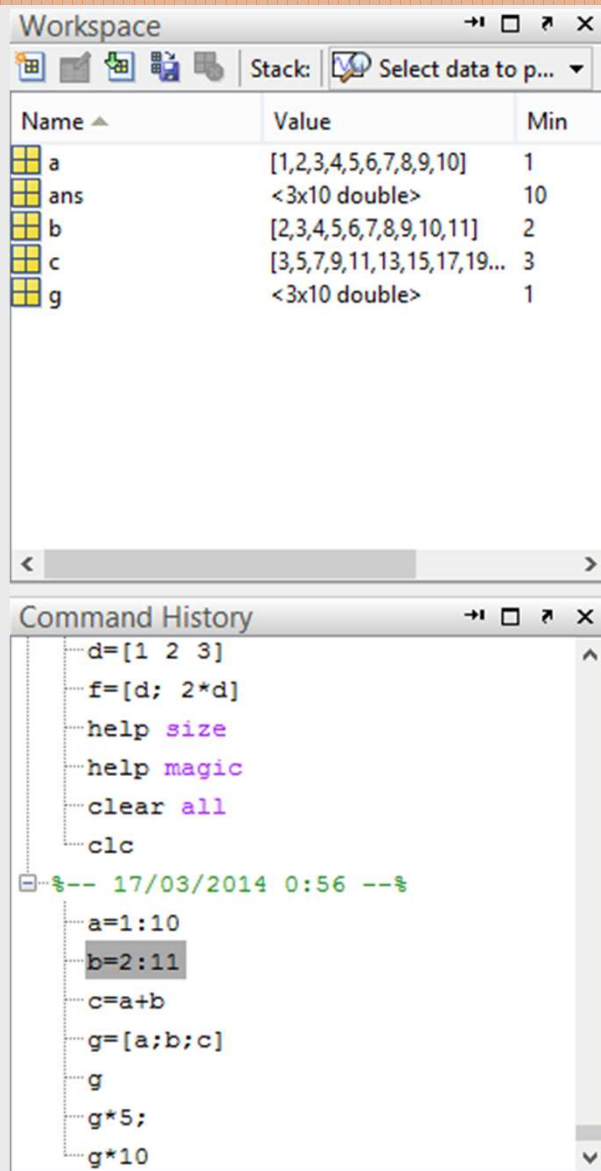 Workspace
Stack: Select data to p...
Name Value Min
a [1,2,3,4,5,6,7,8,9,10] 1
ans <3x10 double> 10
b [2,3,4,5,6,7,8,9,10,11] 2
c [3,5,7,9,11,13,15,17,19... 3
g <3x10 double> 1
Command History
d=[1 2 3]
f=[d; 2*d]
help size
help magic
clear all
clc
%-- 17/03/2014 0:56 --%
a=1:10
b=2:11
c=a+b
g=[a;b;c]
g
g*5;
g*10